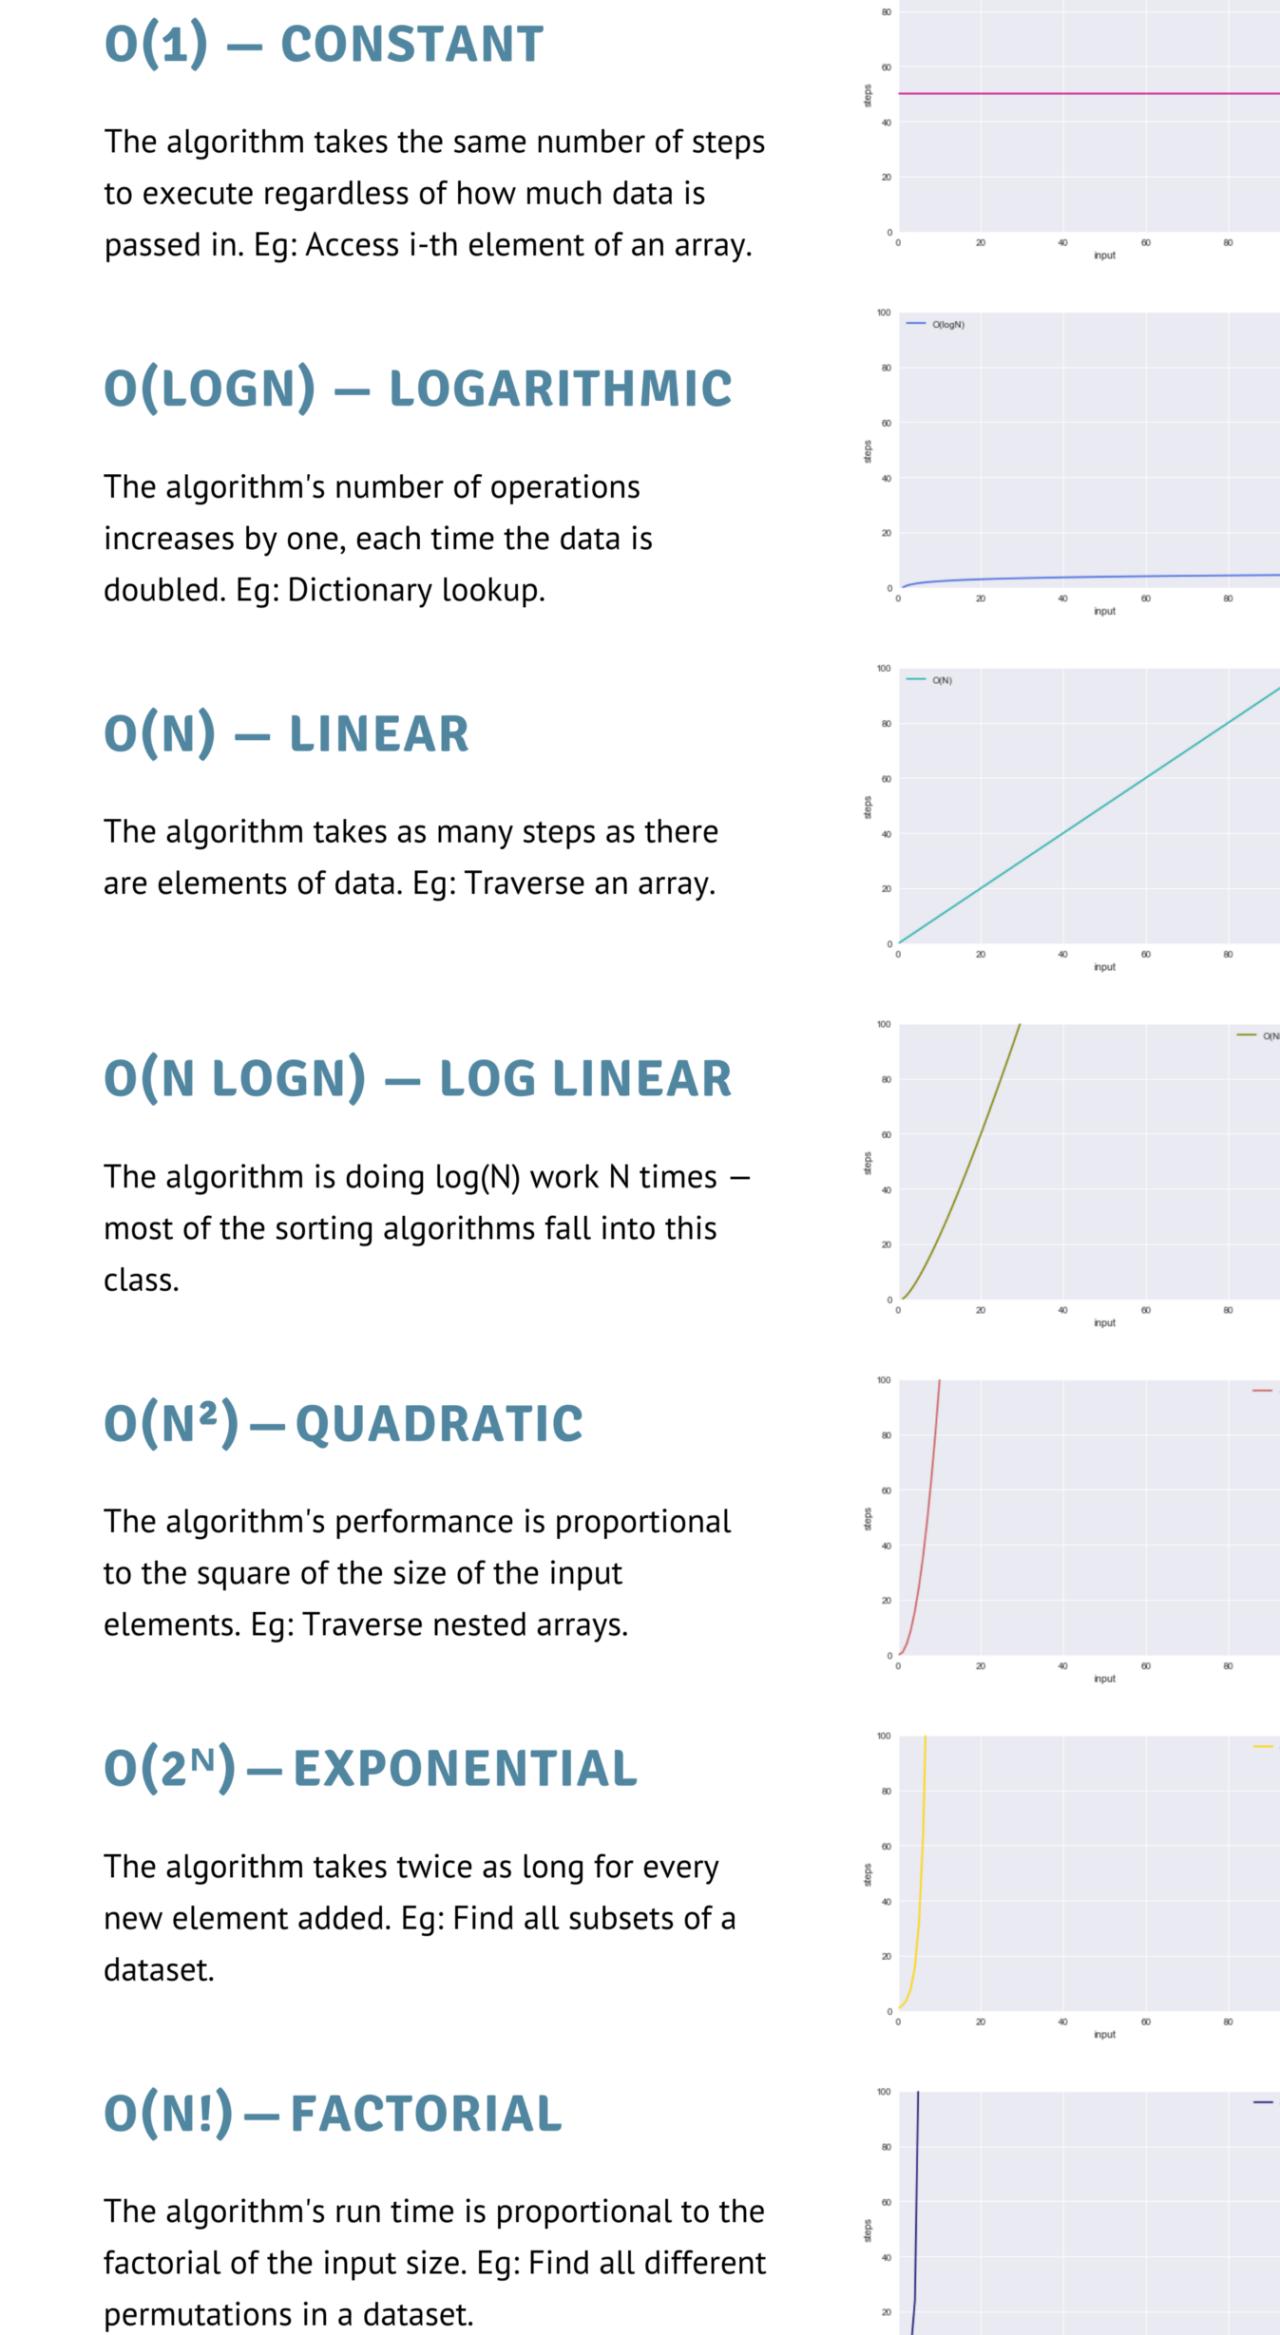 O(1) — CONSTANT
The algorithm takes the same number of steps
to execute regardless of how much data is
passed in. Eg: Access i-th element of an array.
80
60
40
20
0
steps
0 20 40 60 80
input
O(LOGN) — LOGARITHMIC
The algorithm's number of operations
increases by one, each time the data is
doubled. Eg: Dictionary lookup.
O(logN)
100
80
60
40
20
0
steps
0 20 40 60 80
input
O(N) — LINEAR
The algorithm takes as many steps as there
are elements of data. Eg: Traverse an array.
O(N)
100
80
60
40
20
0
steps
0 20 40 60 80
input
O(N LOGN) — LOG LINEAR
The algorithm is doing log(N) work N times —
most of the sorting algorithms fall into this
class.
O(N
100
80
60
40
20
0
steps
0 20 40 60 80
input
O(N²) — QUADRATIC
The algorithm's performance is proportional
to the square of the size of the input
elements. Eg: Traverse nested arrays.
100
80
60
40
20
0
steps
0 20 40 60 80
input
O(2ᴺ) — EXPONENTIAL
The algorithm takes twice as long for every
new element added. Eg: Find all subsets of a
dataset.
100
80
60
40
20
0
steps
0 20 40 60 80
input
O(N!) — FACTORIAL
The algorithm's run time is proportional to the
factorial of the input size. Eg: Find all different
permutations in a dataset.
100
80
60
40
20
steps